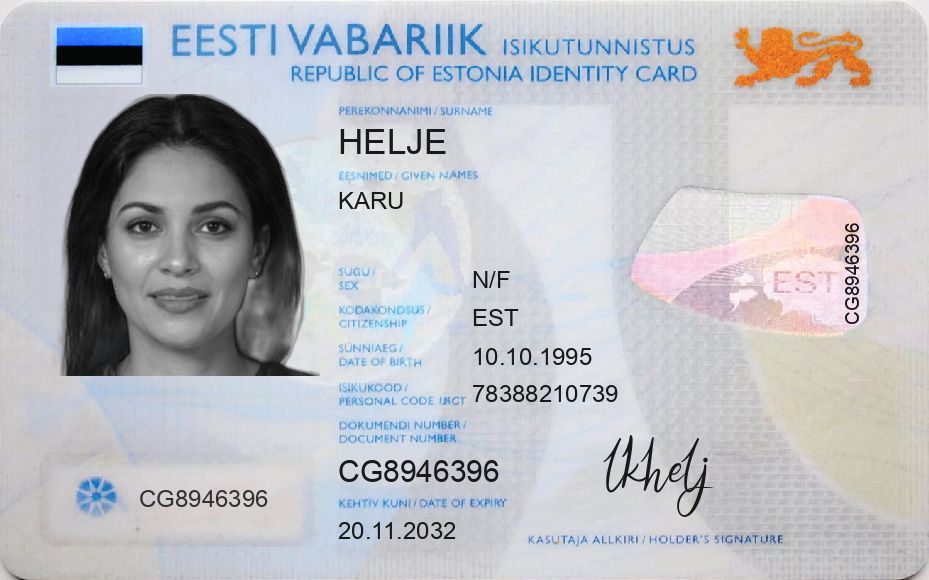 EESTI VABARIIK ISIKUTUNNISTUS
REPUBLIC OF ESTONIA IDENTITY CARD
PEREKONNANIMI / SURNAME
HELJE
EESNIMED / GIVEN NAMES
KARU
SUGU /
SEX
N/F
KODAKONDSUS /
CITIZENSHIP
EST
SÜNNIAEG /
DATE OF BIRTH
10.10.1995
ISIKUKOOD /
PERSONAL CODE
78388210739
DOKUMENDI NUMBER /
DOCUMENT NUMBER
CG8946396
KEHTIV KUNI / DATE OF EXPIRY
20.11.2032
CG8946396
EST
CG8946396
KASUTAJA ALLKIRI / HOLDER'S SIGNATURE